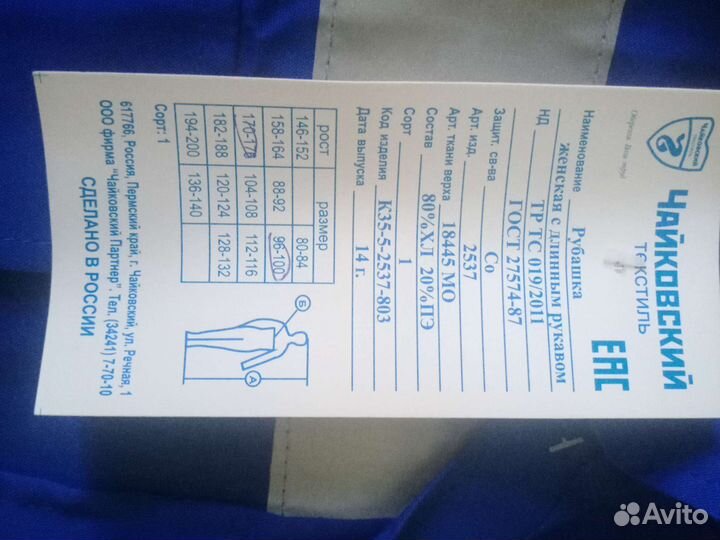 ЧАЙКОВСКИЙ
ЧАЙКОВСКИЙ
ТЕКСТИЛЬ
EAC
Наименование Рубашка
женская с длинным рукавом
НД ТР ТС 019/2011
ГОСТ 27574-87
Защит. св-ва Со
Арт. изд. 2537
Арт. ткани верха 18445 МО
Состав 80%ХЛ 20%ПЭ
Сорт 1
Код изделия К35-5-2537-803
Дата выпуска 14 г.
рост размер
146-152 80-84
158-164 88-92 96-100
170-176 104-108 112-116
182-188 120-124 128-132
194-200 136-140
Б
А
Сорт: 1
617766, Россия, Пермский край, г. Чайковский, ул. Речная, 1
ООО фирма "Чайковский Партнер". Тел. (34241) 7-70-10
СДЕЛАНО В РОССИИ
Avito